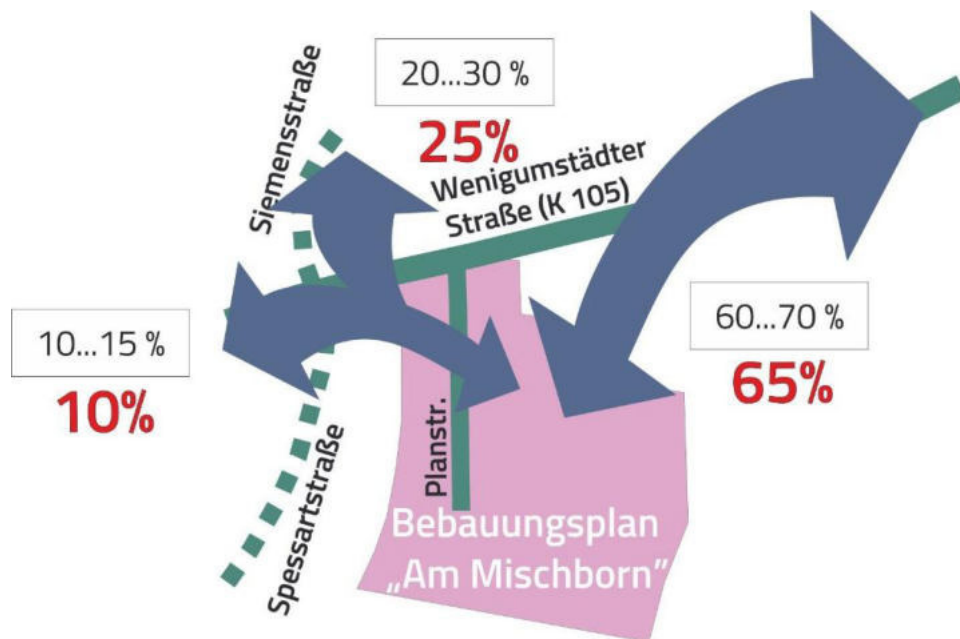 Siemensstraße
20...30 %
25%
Wenigumstädter
Straße (K 105)
10...15 %
10%
60...70 %
65%
Spessartstraße
Planstr.
Bebauungsplan
„Am Mischborn”